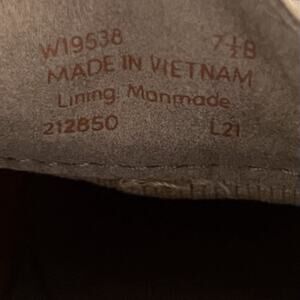 W19538 7½B
MADE IN VIETNAM
Lining: Manmade
212850 L21